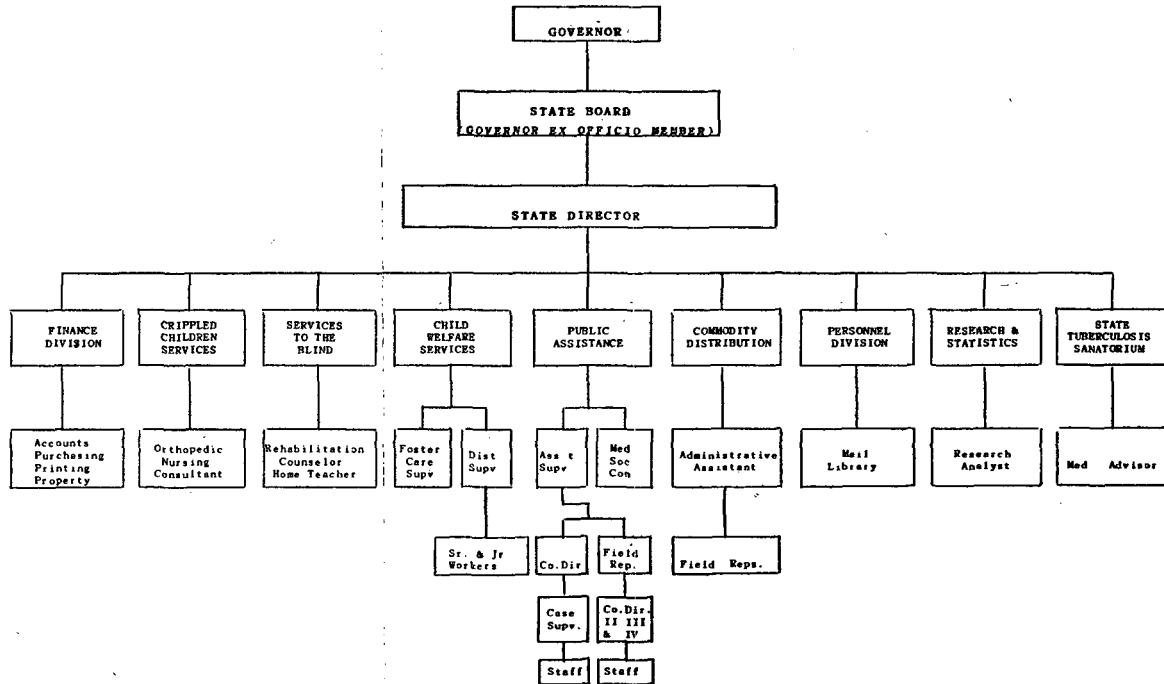 GOVERNOR
STATE BOARD
(GOVERNOR EX OFFICIO MEMBER)
STATE DIRECTOR
FINANCE
DIVISION
CRIPPLED
CHILDREN
SERVICES
SERVICES
TO THE
BLIND
CHILD
WELFARE
SERVICES
PUBLIC
ASSISTANCE
COMMODITY
DISTRIBUTION
PERSONNEL
DIVISION
RESEARCH &
STATISTICS
STATE
TUBERCULOSIS
SANATORIUM
Accounts
Purchasing
Printing
Property
Orthopedic
Nursing
Consultant
Rehabilitation
Counselor
Home Teacher
Foster
Care
Supv
Dist
Supv
Ass t
Supv
Med
Soc
Con
Administrative
Assistant
Mail
Library
Research
Analyst
Med Advisor
Sr. & Jr
Workers
Co.Dir
Field
Rep.
Field Reps.
Case
Supv.
Co.Dir.
II III
& IV
Staff
Staff